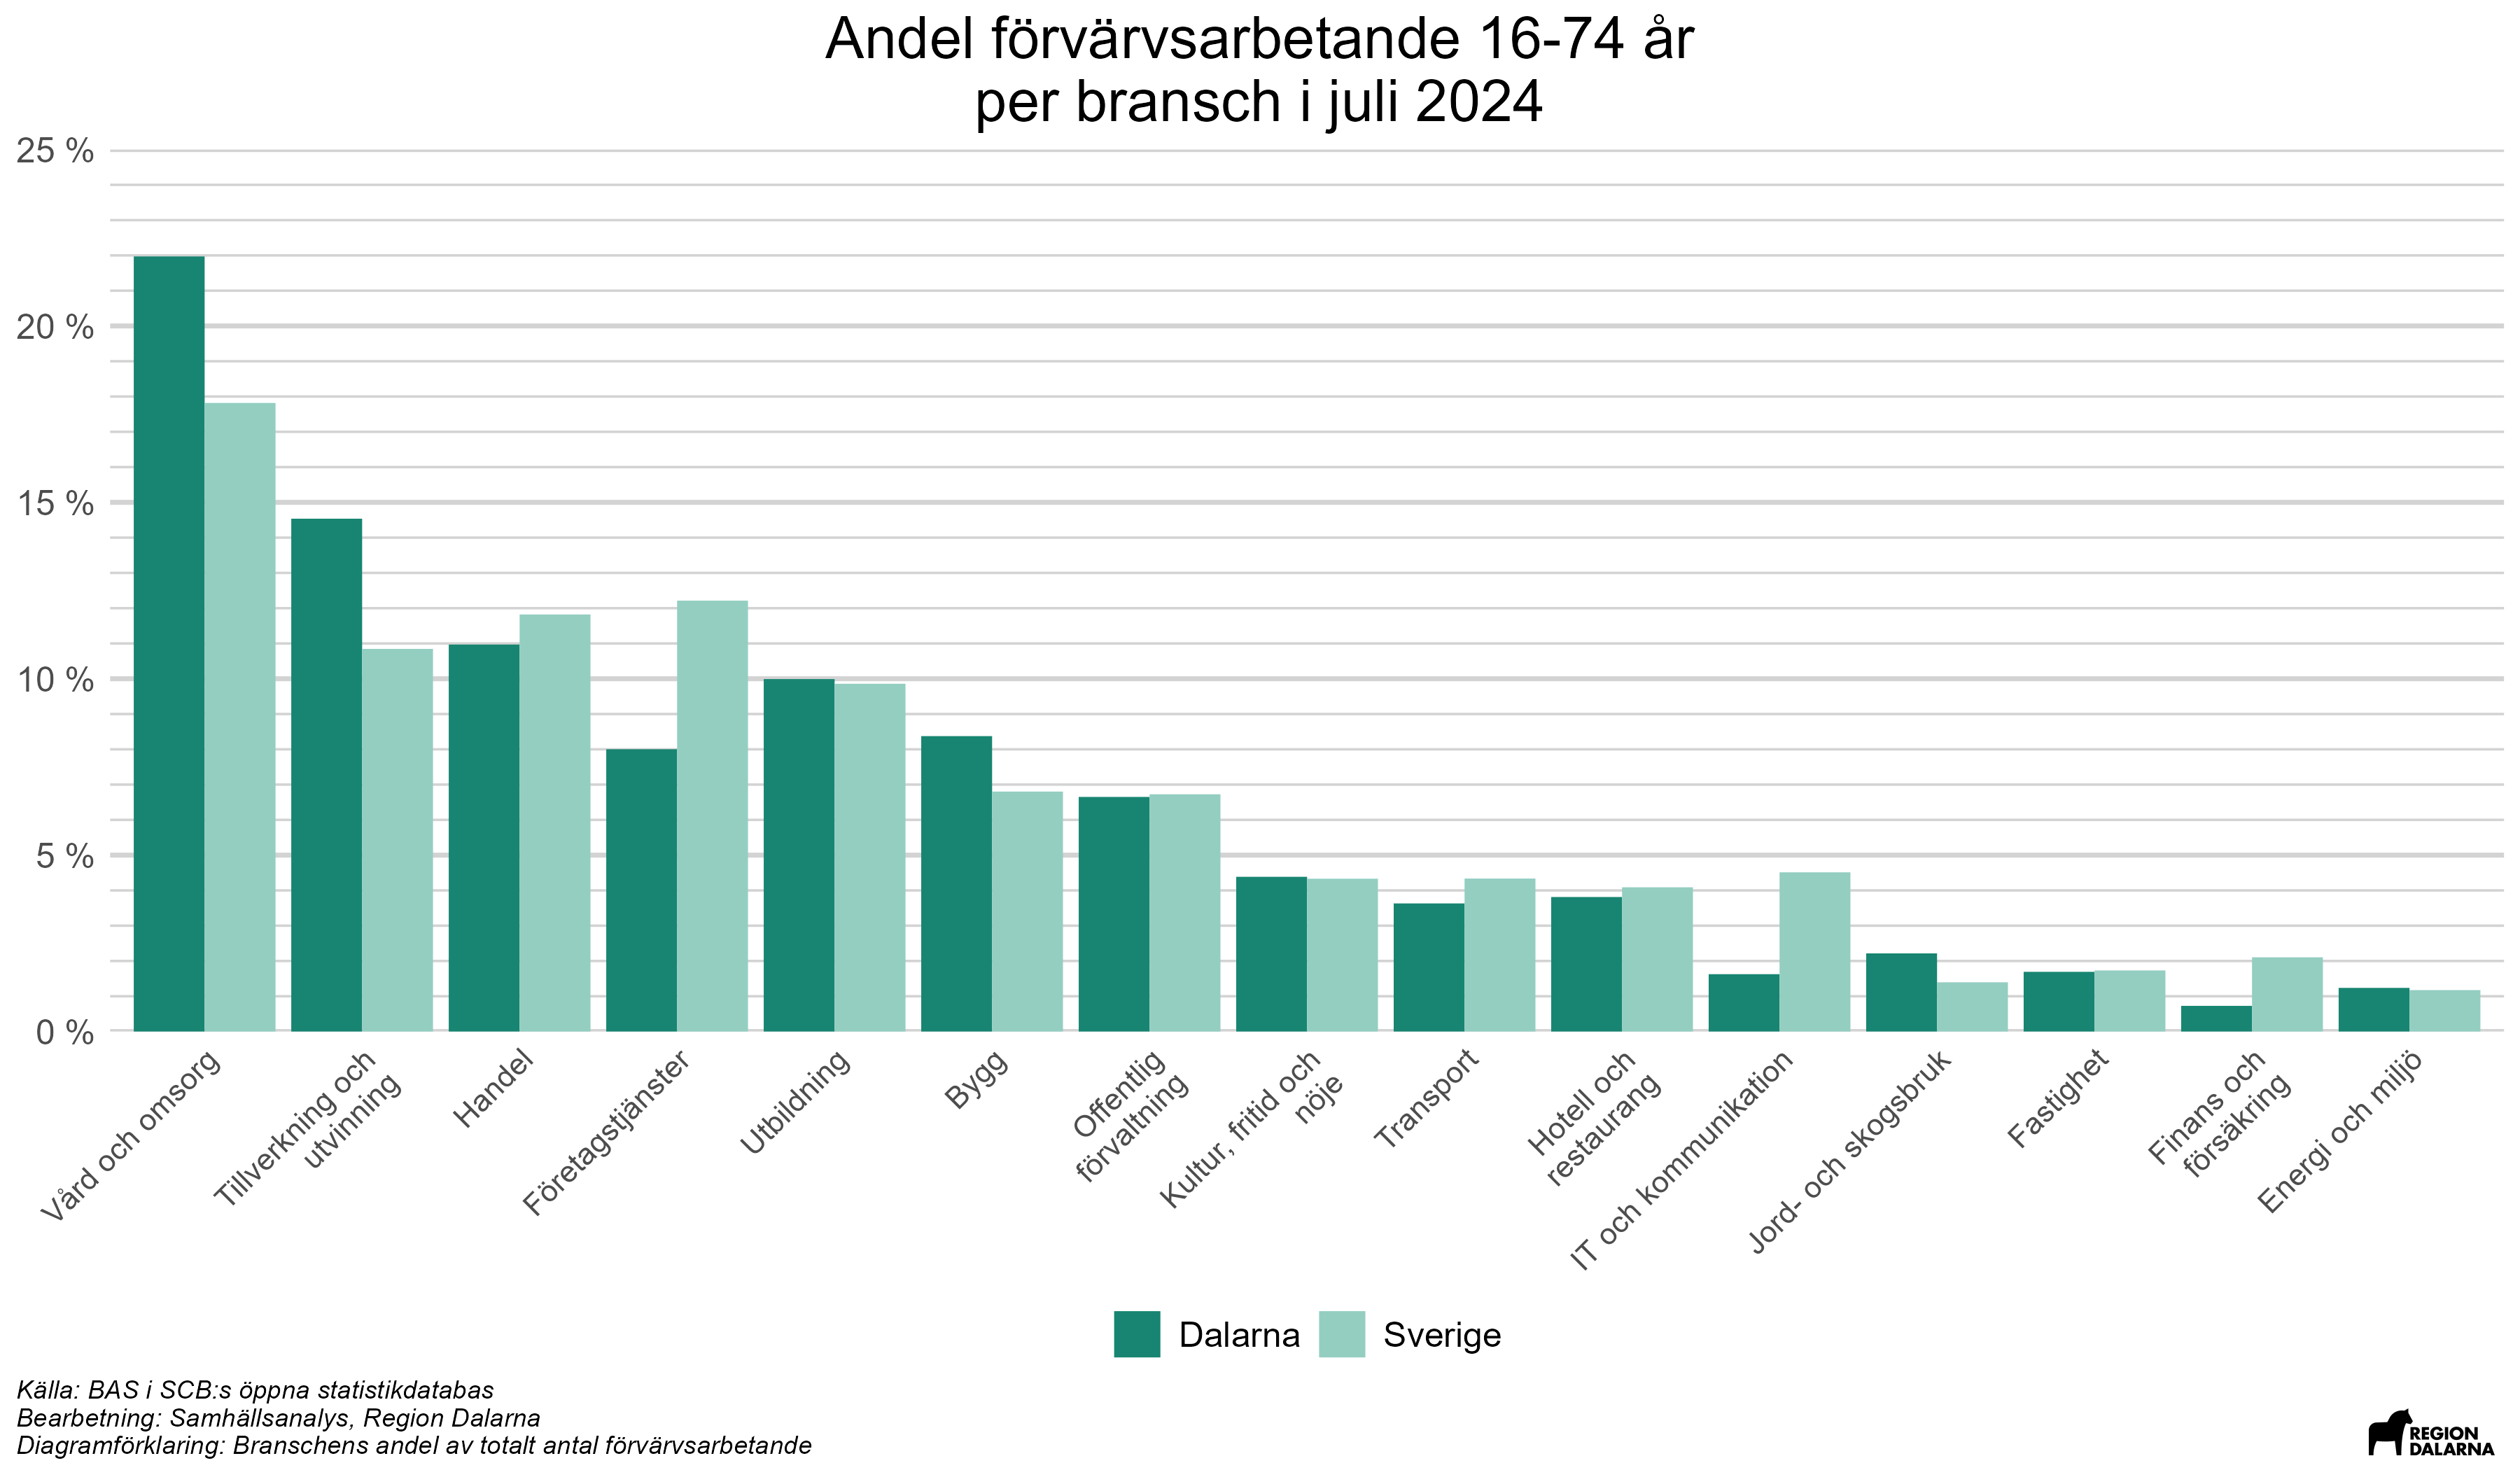 Andel förvärvsarbetande 16-74 år
per bransch i juli 2024
25 %
20 %
15 %
10 %
5 %
0 %
Vård och omsorg
Tillverkning och
utvinning
Handel
Företagstjänster
Utbildning
Bygg
Offentlig
förvaltning
Kultur, fritid och
nöje
Transport
Hotell och
restaurang
IT och kommunikation
Jord- och skogsbruk
Fastighet
Finans och
försäkring
Energi och miljö
Dalarna
Sverige
Källa: BAS i SCB:s öppna statistikdatabas
Bearbetning: Samhällsanalys, Region Dalarna
Diagramförklaring: Branschens andel av totalt antal förvärvsarbetande
REGION
DALARNA